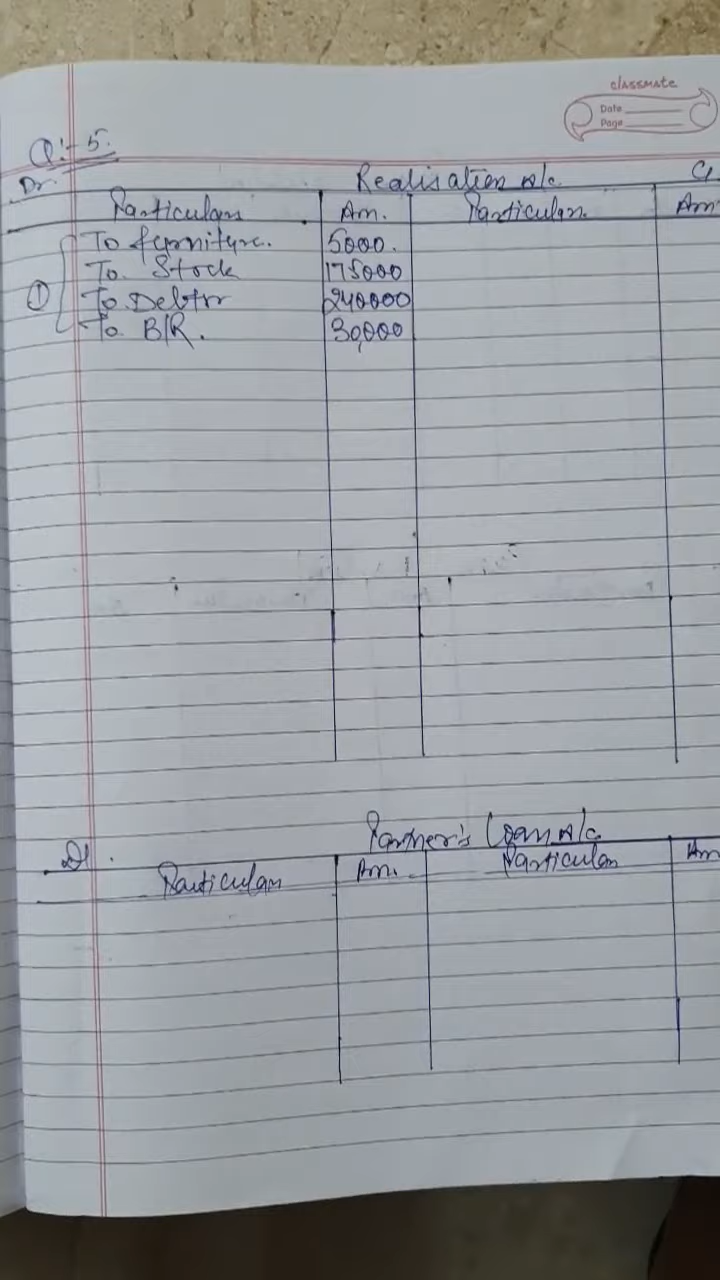 classmate
Date
Page
Q:- 5.
Dr. Realisation A/c Cr
Particulars Am. Particulars Am
To furniture. 5000.
To Stock 175000
① To Debtor 240000
To B/R. 30,000
Partner's Loan A/c
Dr.
Particulars Am. Particulars Am